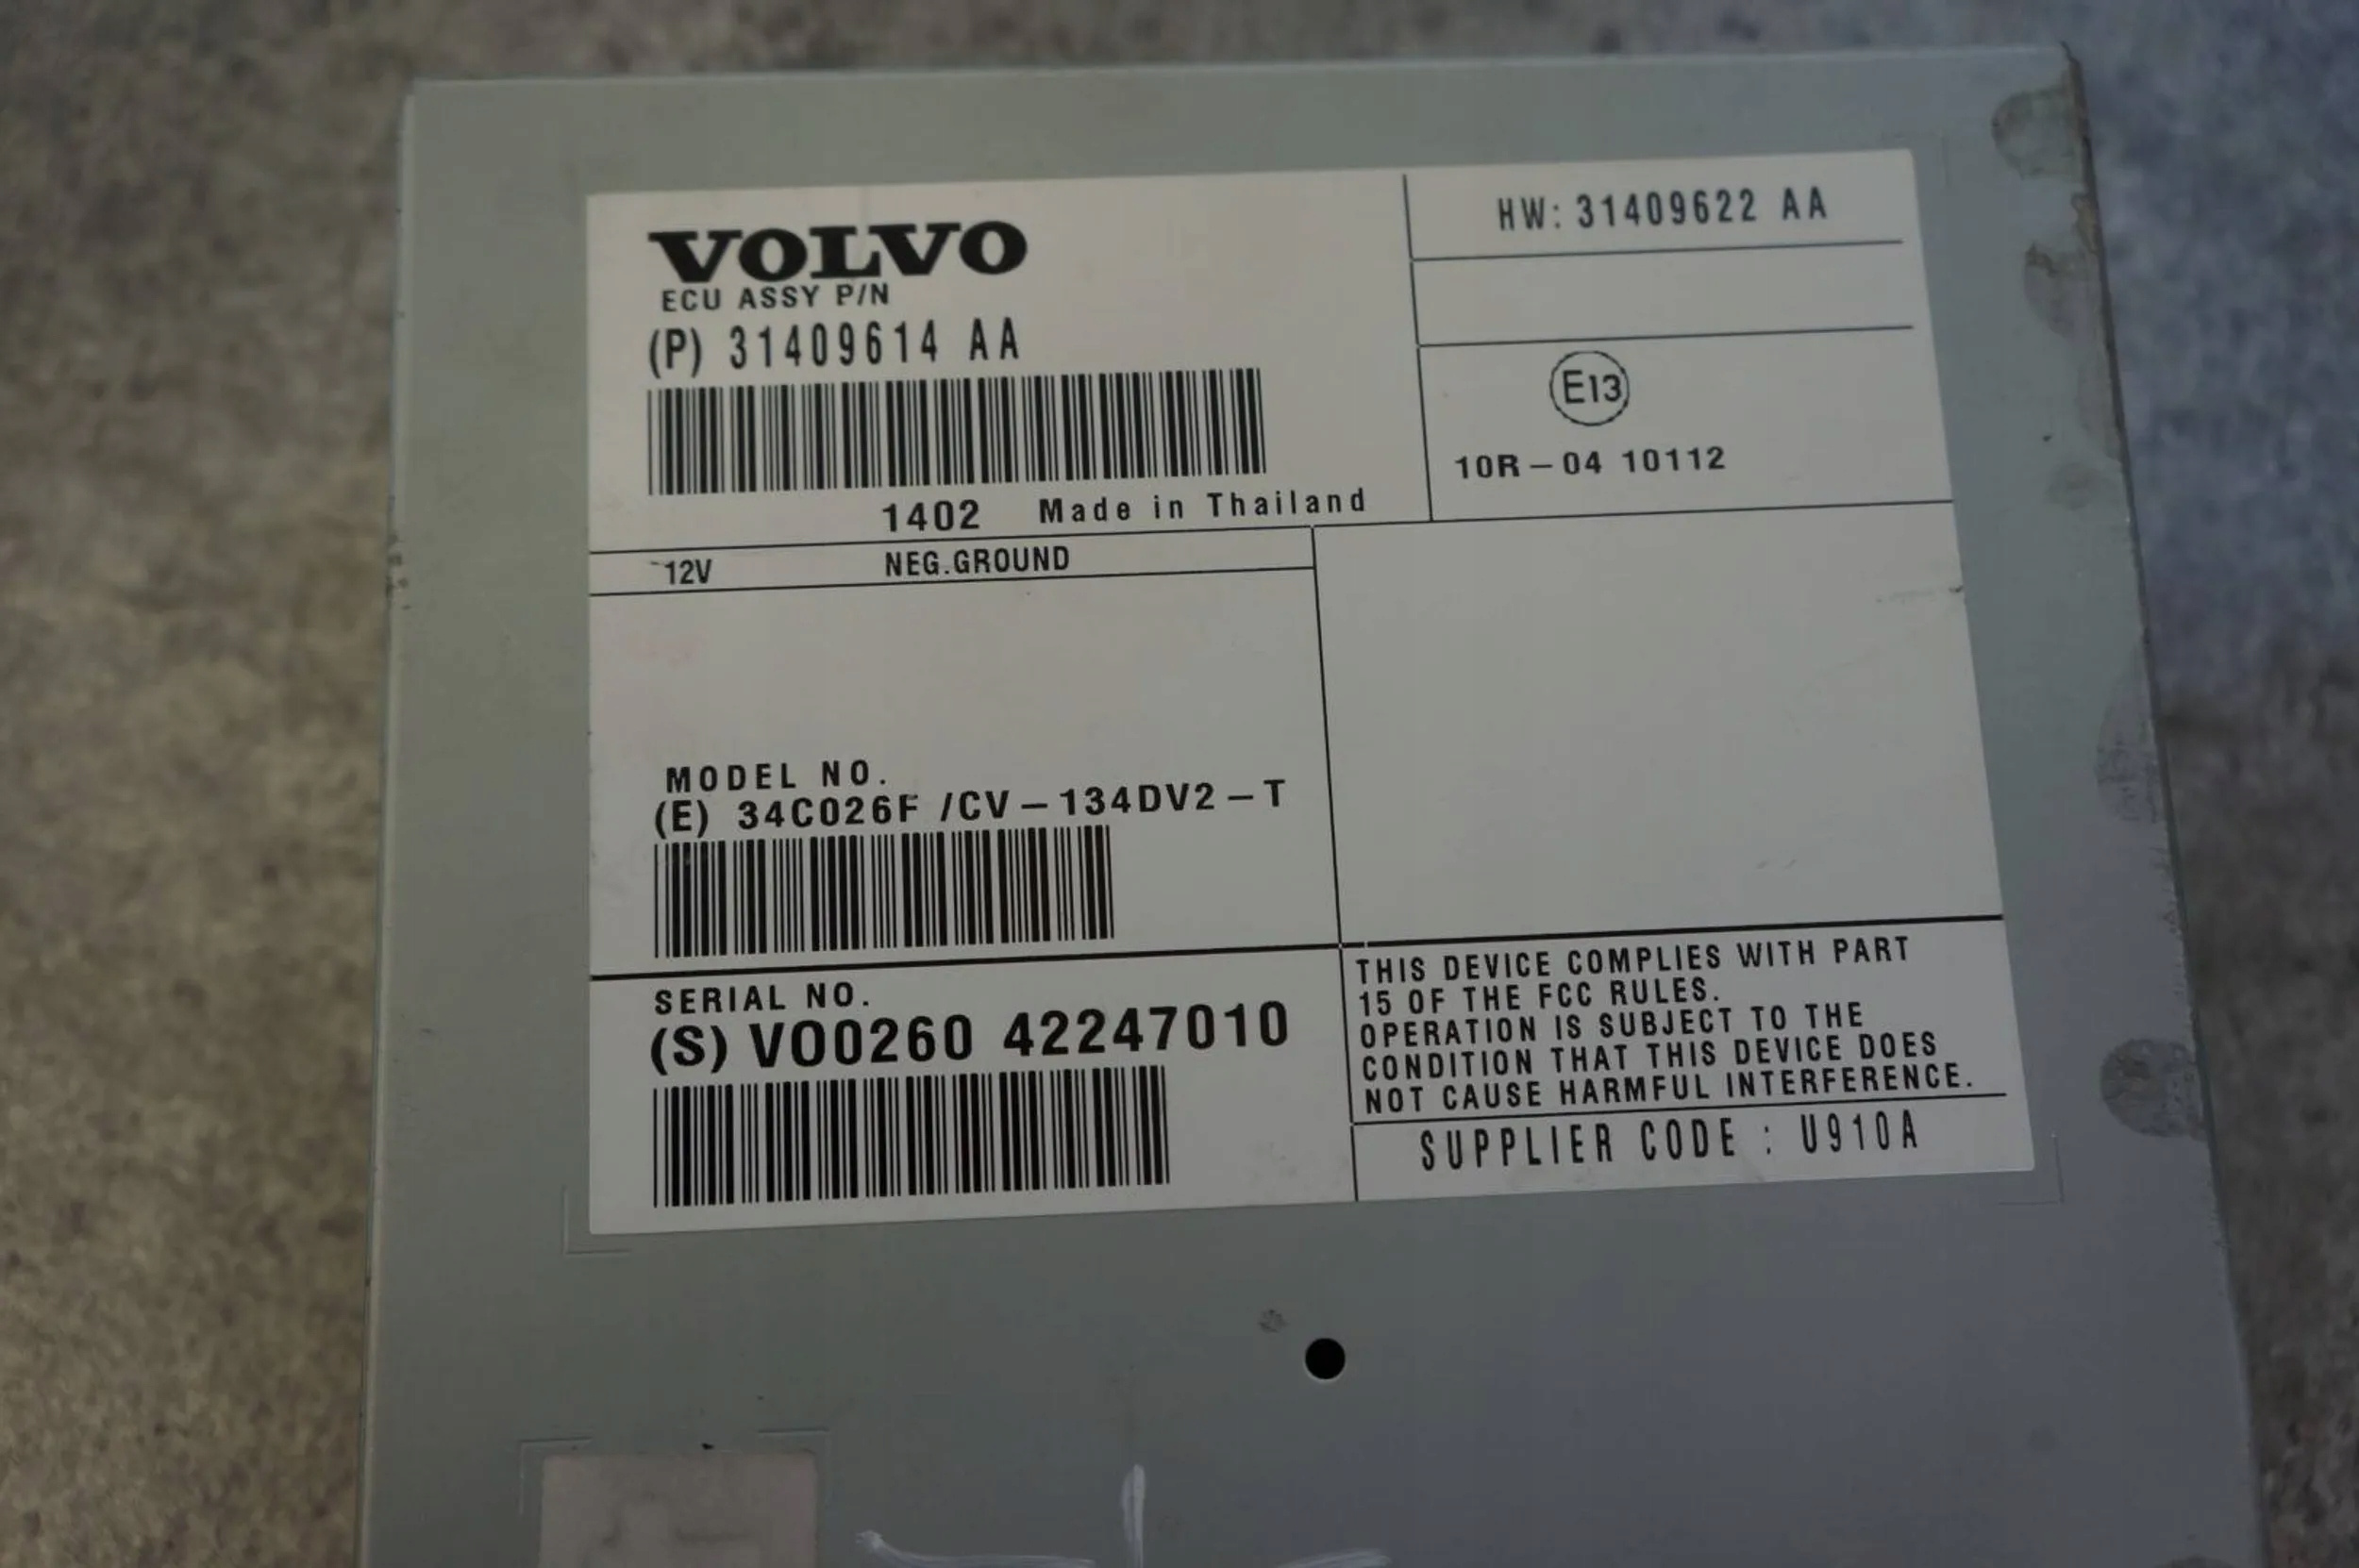 VOLVO
ECU ASSY P/N
(P) 31409614 AA
1402 Made in Thailand
12V NEG.GROUND
HW: 31409622 AA
E13
10R-04 10112
MODEL NO.
(E) 34C026F /CV-134DV2-T
SERIAL NO.
(S) VO0260 42247010
THIS DEVICE COMPLIES WITH PART
15 OF THE FCC RULES.
OPERATION IS SUBJECT TO THE
CONDITION THAT THIS DEVICE DOES
NOT CAUSE HARMFUL INTERFERENCE.
SUPPLIER CODE : U910A